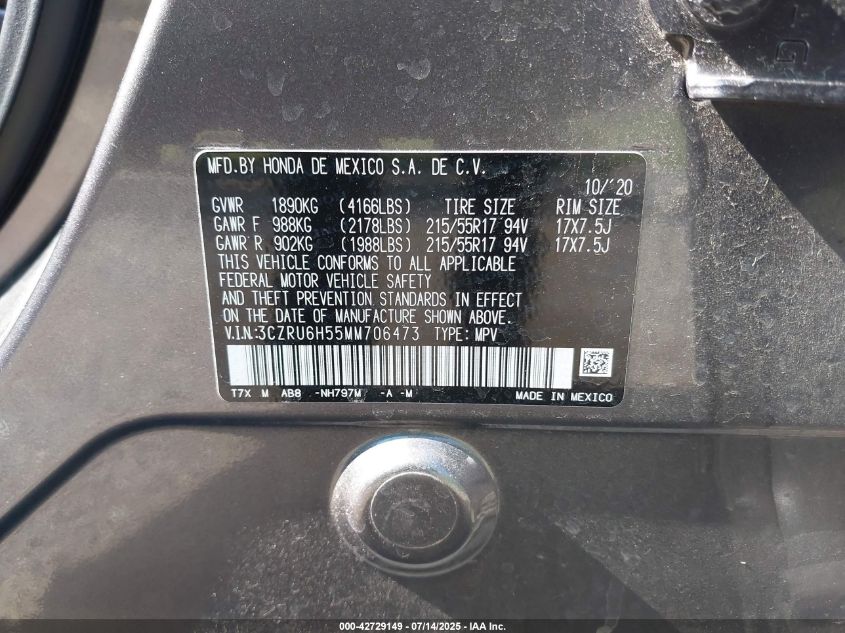 MFD.BY HONDA DE MEXICO S.A. DE C.V.
10/'20
GVWR 1890KG (4166LBS) TIRE SIZE RIM SIZE
GAWR F 988KG (2178LBS) 215/55R17 94V 17X7.5J
GAWR R 902KG (1988LBS) 215/55R17 94V 17X7.5J
THIS VEHICLE CONFORMS TO ALL APPLICABLE
FEDERAL MOTOR VEHICLE SAFETY
AND THEFT PREVENTION STANDARDS IN EFFECT
ON THE DATE OF MANUFACTURE SHOWN ABOVE.
V.I.N:3CZRU6H55MM706473 TYPE: MPV
T7X M AB8 -NH797M -A -M MADE IN MEXICO
000-42729149 - 07/14/2025 - IAA Inc.